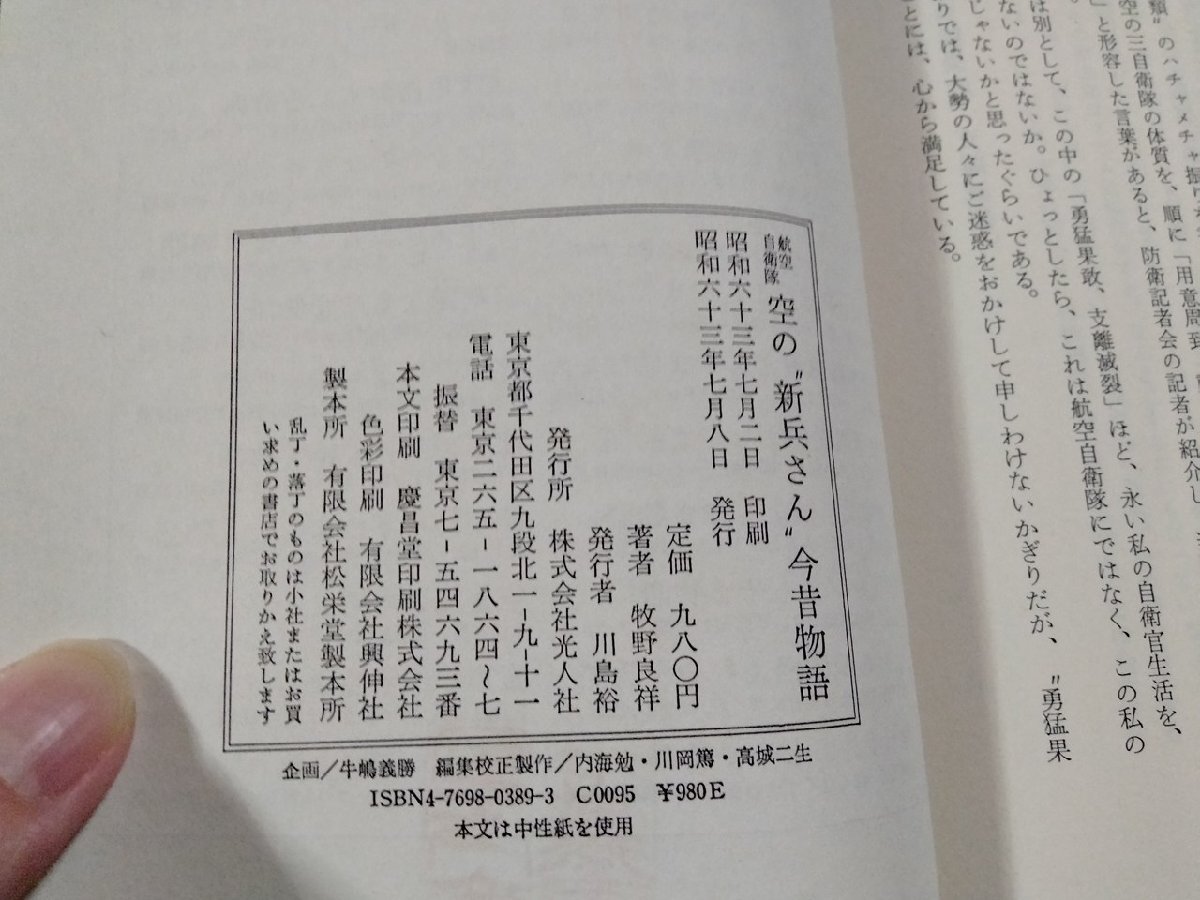 類〟のハチャメチャ振り
空の三自衛隊の体質を、順に「用意周到
」と形容した言葉があると、防衛記者会の記者が紹介し
は別として、この中の「勇猛果敢、支離滅裂」ほど、永い私の自衛官生活を、
ないのではないか。ひょっとしたら、これは航空自衛隊にではなく、この私の
じゃないかと思ったぐらいである。
りでは、大勢の人々にご迷惑をおかけして申しわけないかぎりだが、〝勇猛果
とには、心から満足している。
航空自衛隊 空の〝新兵さん〟今昔物語
昭和六十三年七月二日 印刷
昭和六十三年七月八日 発行
定価 九八〇円
著者 牧野良祥
発行者 川島裕
発行所 株式会社光人社
東京都千代田区九段北一-九-十一
電話 東京二六五-一八六四~七
振替 東京七-五四六九三番
本文印刷 慶昌堂印刷株式会社
色彩印刷 有限会社興伸社
製本所 有限会社松栄堂製本所
乱丁・落丁のものは小社またはお買
い求めの書店でお取りかえ致します
企画/牛嶋義勝 編集校正製作/内海勉・川岡篤・高城二生
ISBN4-7698-0389-3 C0095 ¥980E
本文は中性紙を使用